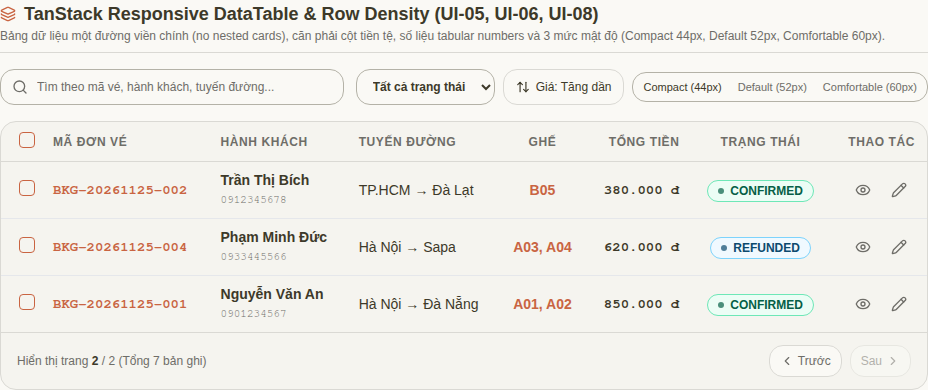 TanStack Responsive DataTable & Row Density (UI-05, UI-06, UI-08)
Bảng dữ liệu một đường viền chính (no nested cards), căn phải cột tiền tệ, số liệu tabular numbers và 3 mức mật độ (Compact 44px, Default 52px, Comfortable 60px).
Tìm theo mã vé, hành khách, tuyến đường... Tất cả trạng thái Giá: Tăng dần Compact (44px) Default (52px) Comfortable (60px)
MÃ ĐƠN VÉ HÀNH KHÁCH TUYẾN ĐƯỜNG GHẾ TỔNG TIỀN TRẠNG THÁI THAO TÁC
BKG-20261125-002 Trần Thị Bích TP.HCM → Đà Lạt B05 380.000 đ CONFIRMED
0912345678
BKG-20261125-004 Phạm Minh Đức Hà Nội → Sapa A03, A04 620.000 đ REFUNDED
0933445566
BKG-20261125-001 Nguyễn Văn An Hà Nội → Đà Nẵng A01, A02 850.000 đ CONFIRMED
0901234567
Hiển thị trang 2 / 2 (Tổng 7 bản ghi) Trước Sau